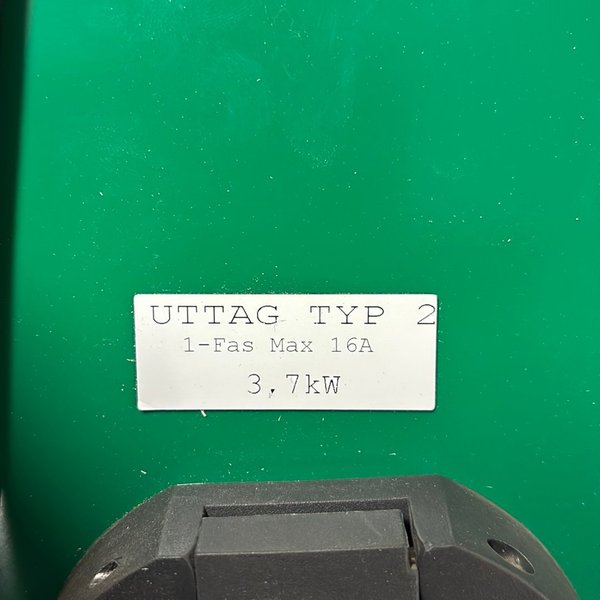 UTTAG TYP 2
1-Fas Max 16A
3,7kW